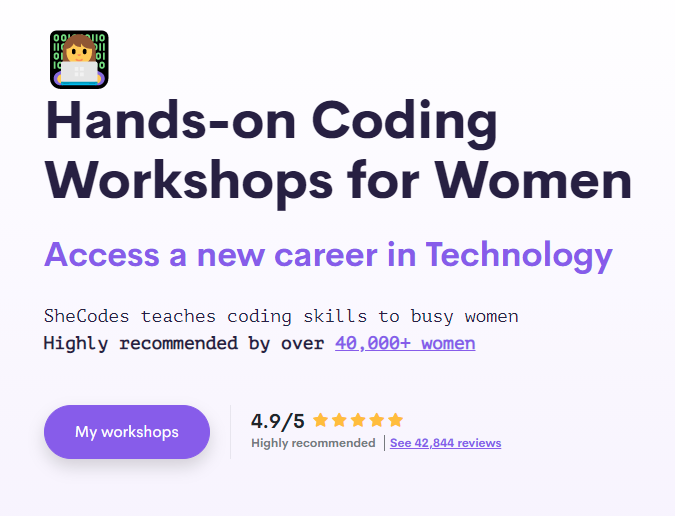 Hands-on Coding
Workshops for Women
Access a new career in Technology
SheCodes teaches coding skills to busy women
Highly recommended by over 40,000+ women
My workshops
4.9/5
Highly recommended | See 42,844 reviews